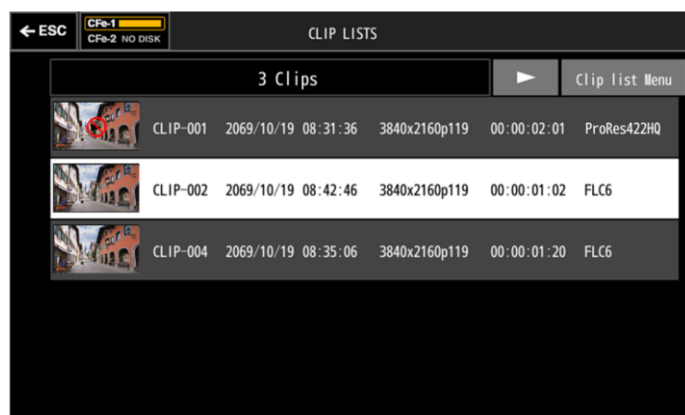 ←ESC CFe-1 CLIP LISTS
CFe-2 NO DISK
3 Clips Clip list Menu
CLIP-001 2069/10/19 08:31:36 3840x2160p119 00:00:02:01 ProRes422HQ
CLIP-002 2069/10/19 08:42:46 3840x2160p119 00:00:01:02 FLC6
CLIP-004 2069/10/19 08:35:06 3840x2160p119 00:00:01:20 FLC6